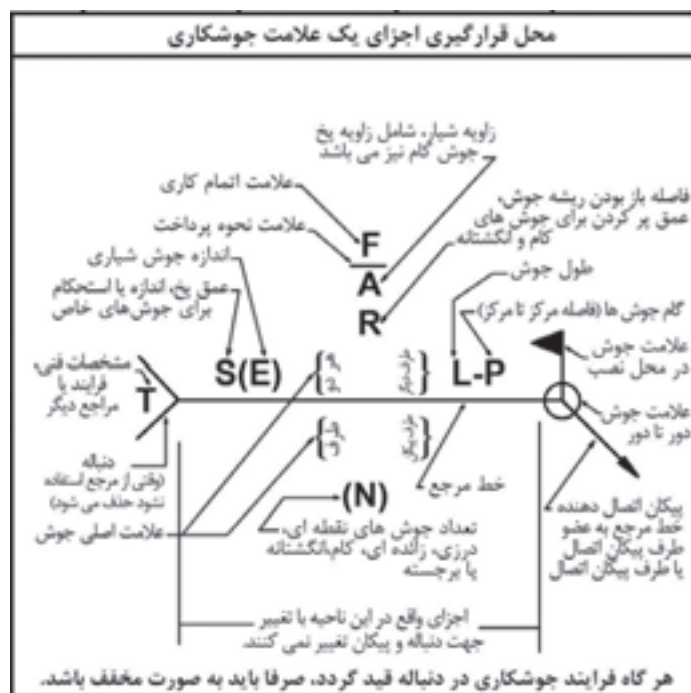 محل قرارگیری اجزای یک علامت جوشکاری
زاویه شیار، شامل زاویه پخ
جوش کام نیز می باشد
علامت اتمام کاری
علامت نحوه پرداخت
اندازه جوش شیاری
عمق پخ، اندازه یا استحکام
برای جوش‌های خاص
F
A
R
فاصله باز بودن ریشه جوش،
عمق پر کردن برای جوش های
کام و انگشتانه
طول جوش
گام جوش ها (فاصله مرکز تا مرکز)
علامت جوش
در محل نصب
علامت جوش
دور تا دور
مشخصات فنی،
فرایند یا
مراجع دیگر
T
S(E)
هر دو
طرف
طرف دیگر
طرف پیکان
L-P
دنباله
(وقتی از مرجع استفاده
نشود حذف می شود)
علامت اصلی جوش
(N)
تعداد جوش های نقطه ای،
درزی، زائده ای، کام،انگشتانه
یا برجسته
خط مرجع
پیکان اتصال دهنده
خط مرجع به عضو
طرف پیکان اتصال
یا طرف پیکان اتصال
اجزای واقع در این ناحیه با تغییر
جهت دنباله و پیکان تغییر نمی کنند.
هر گاه فرایند جوشکاری در دنباله قید گردد، صرفا باید به صورت مخفف باشد.